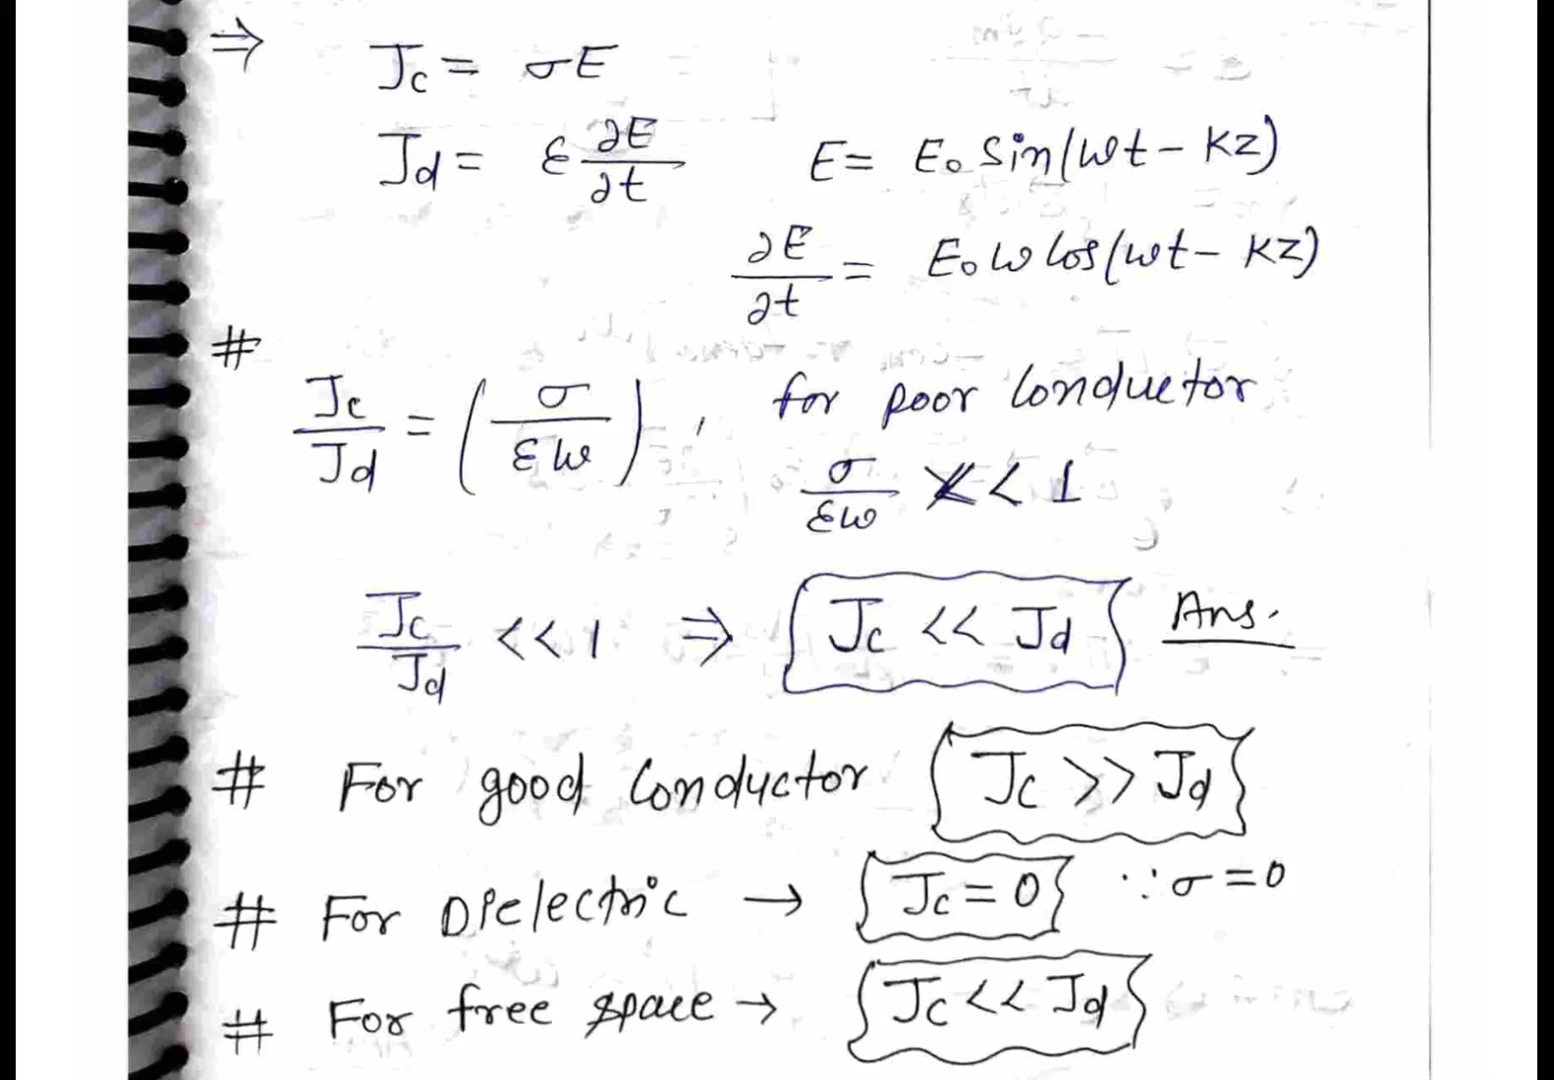 ⇒ Jc = σE
Jd = ε ∂E/∂t E = E₀ Sin(ωt - Kz)
∂E/∂t = E₀ω Cos(ωt - Kz)
#
Jc/Jd = (σ/εω), for poor Conductor
σ/εω << 1
Jc/Jd << 1 ⇒ Jc << Jd Ans.
# For good Conductor Jc >> Jd
# For Dielectric → Jc = 0 ∵ σ = 0
# For free space → Jc << Jd